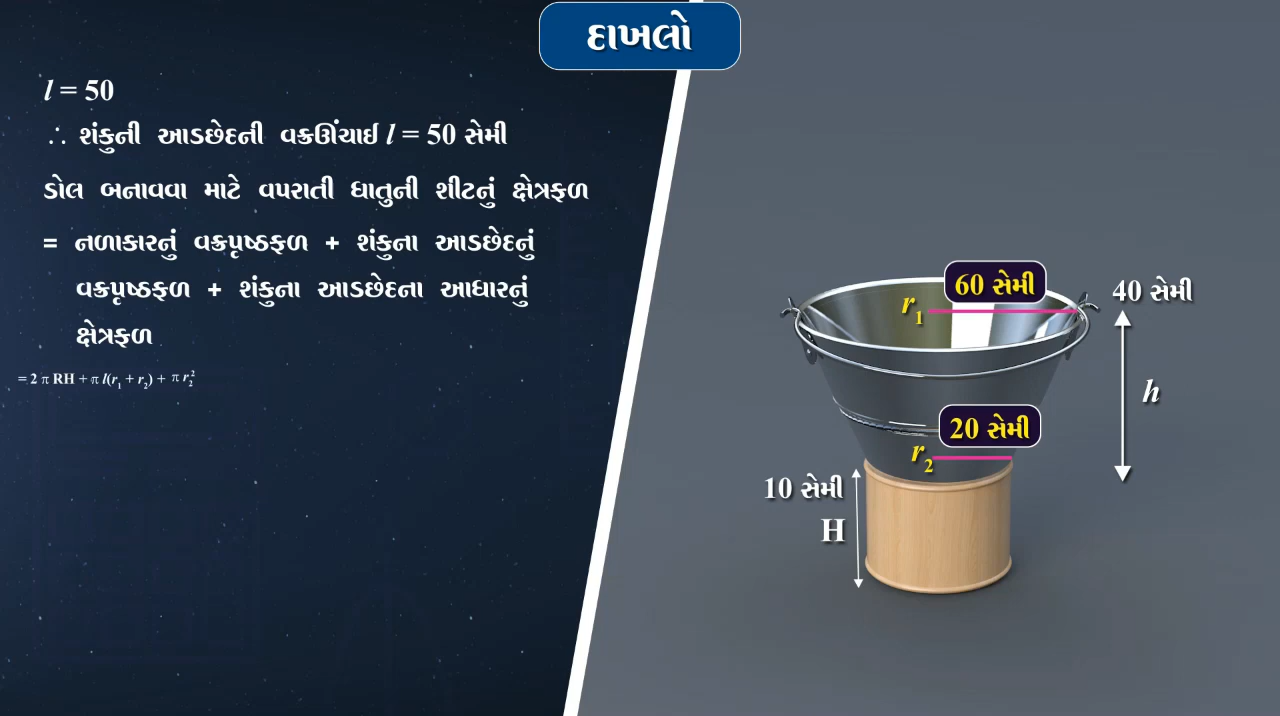 દાખલો
l = 50
∴ શંકુની આડછેદની વક્રઊંચાઈ l = 50 સેમી
ડોલ બનાવવા માટે વપરાતી ધાતુની શીટનું ક્ષેત્રફળ
= નળાકારનું વક્રપૃષ્ઠફળ + શંકુના આડછેદનું
વક્રપૃષ્ઠફળ + શંકુના આડછેદના આધારનું
ક્ષેત્રફળ
= 2 π RH + π l(r₁ + r₂) + π r₂²
60 સેમી
r₁
40 સેમી
h
20 સેમી
r₂
10 સેમી
H